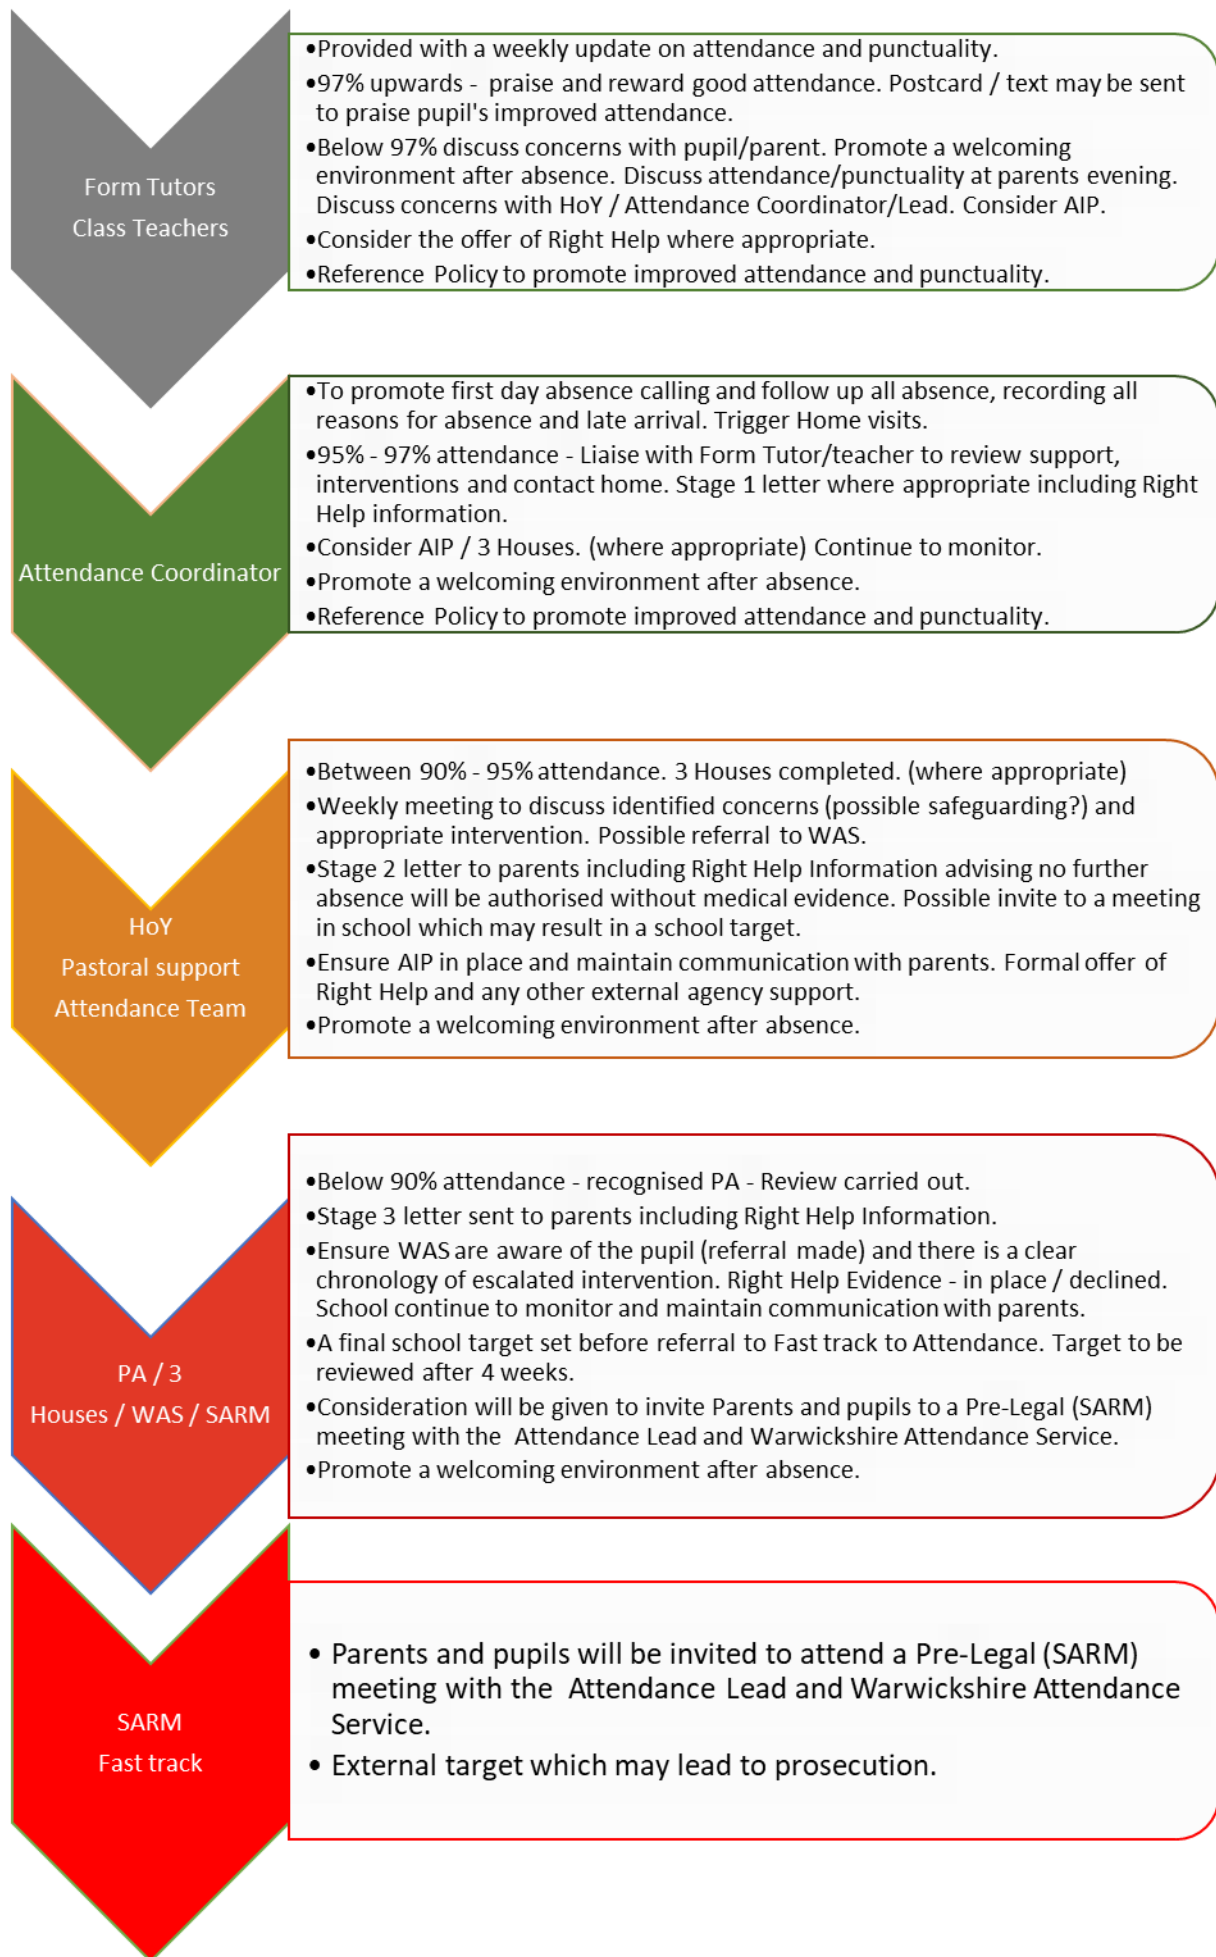 Form Tutors
Class Teachers
•Provided with a weekly update on attendance and punctuality.
•97% upwards - praise and reward good attendance. Postcard / text may be sent
to praise pupil's improved attendance.
•Below 97% discuss concerns with pupil/parent. Promote a welcoming
environment after absence. Discuss attendance/punctuality at parents evening.
Discuss concerns with HoY / Attendance Coordinator/Lead. Consider AIP.
•Consider the offer of Right Help where appropriate.
•Reference Policy to promote improved attendance and punctuality.
Attendance Coordinator
•To promote first day absence calling and follow up all absence, recording all
reasons for absence and late arrival. Trigger Home visits.
•95% - 97% attendance - Liaise with Form Tutor/teacher to review support,
interventions and contact home. Stage 1 letter where appropriate including Right
Help information.
•Consider AIP / 3 Houses. (where appropriate) Continue to monitor.
•Promote a welcoming environment after absence.
•Reference Policy to promote improved attendance and punctuality.
HoY
Pastoral support
Attendance Team
•Between 90% - 95% attendance. 3 Houses completed. (where appropriate)
•Weekly meeting to discuss identified concerns (possible safeguarding?) and
appropriate intervention. Possible referral to WAS.
•Stage 2 letter to parents including Right Help Information advising no further
absence will be authorised without medical evidence. Possible invite to a meeting
in school which may result in a school target.
•Ensure AIP in place and maintain communication with parents. Formal offer of
Right Help and any other external agency support.
•Promote a welcoming environment after absence.
PA / 3
Houses / WAS / SARM
•Below 90% attendance - recognised PA - Review carried out.
•Stage 3 letter sent to parents including Right Help Information.
•Ensure WAS are aware of the pupil (referral made) and there is a clear
chronology of escalated intervention. Right Help Evidence - in place / declined.
School continue to monitor and maintain communication with parents.
•A final school target set before referral to Fast track to Attendance. Target to be
reviewed after 4 weeks.
•Consideration will be given to invite Parents and pupils to a Pre-Legal (SARM)
meeting with the Attendance Lead and Warwickshire Attendance Service.
•Promote a welcoming environment after absence.
SARM
Fast track
• Parents and pupils will be invited to attend a Pre-Legal (SARM)
meeting with the Attendance Lead and Warwickshire Attendance
Service.
• External target which may lead to prosecution.